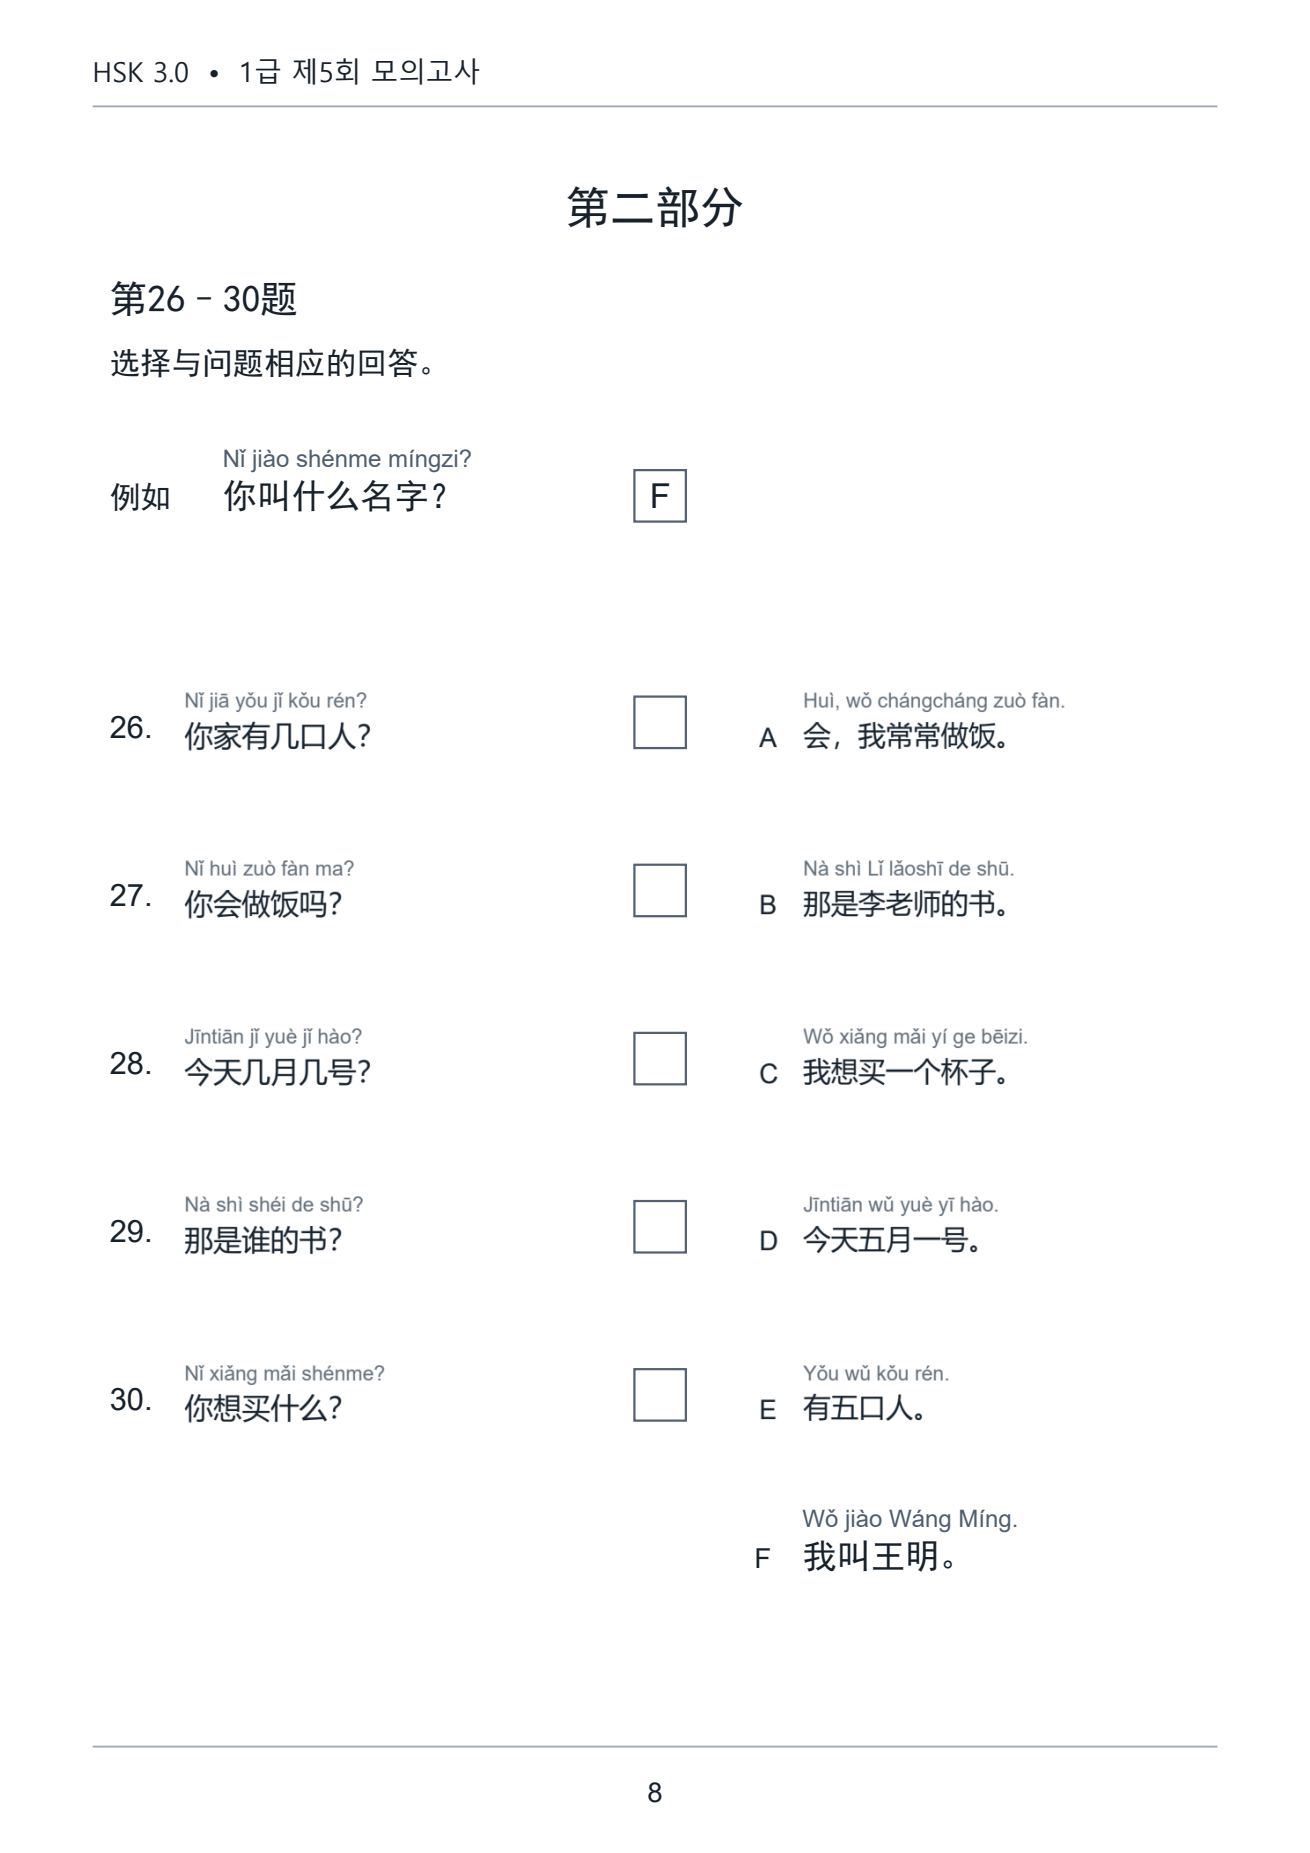 HSK 3.0 • 1급 제5회 모의고사
第二部分
第26－30题
选择与问题相应的回答。
Nǐ jiào shénme míngzi?
例如 你叫什么名字? F
Nǐ jiā yǒu jǐ kǒu rén?
26. 你家有几口人?
Huì, wǒ chángcháng zuò fàn.
A 会，我常常做饭。
Nǐ huì zuò fàn ma?
27. 你会做饭吗?
Nà shì Lǐ lǎoshī de shū.
B 那是李老师的书。
Jīntiān jǐ yuè jǐ hào?
28. 今天几月几号?
Wǒ xiǎng mǎi yí ge bēizi.
C 我想买一个杯子。
Nà shì shéi de shū?
29. 那是谁的书?
Jīntiān wǔ yuè yī hào.
D 今天五月一号。
Nǐ xiǎng mǎi shénme?
30. 你想买什么?
Yǒu wǔ kǒu rén.
E 有五口人。
Wǒ jiào Wáng Míng.
F 我叫王明。
8